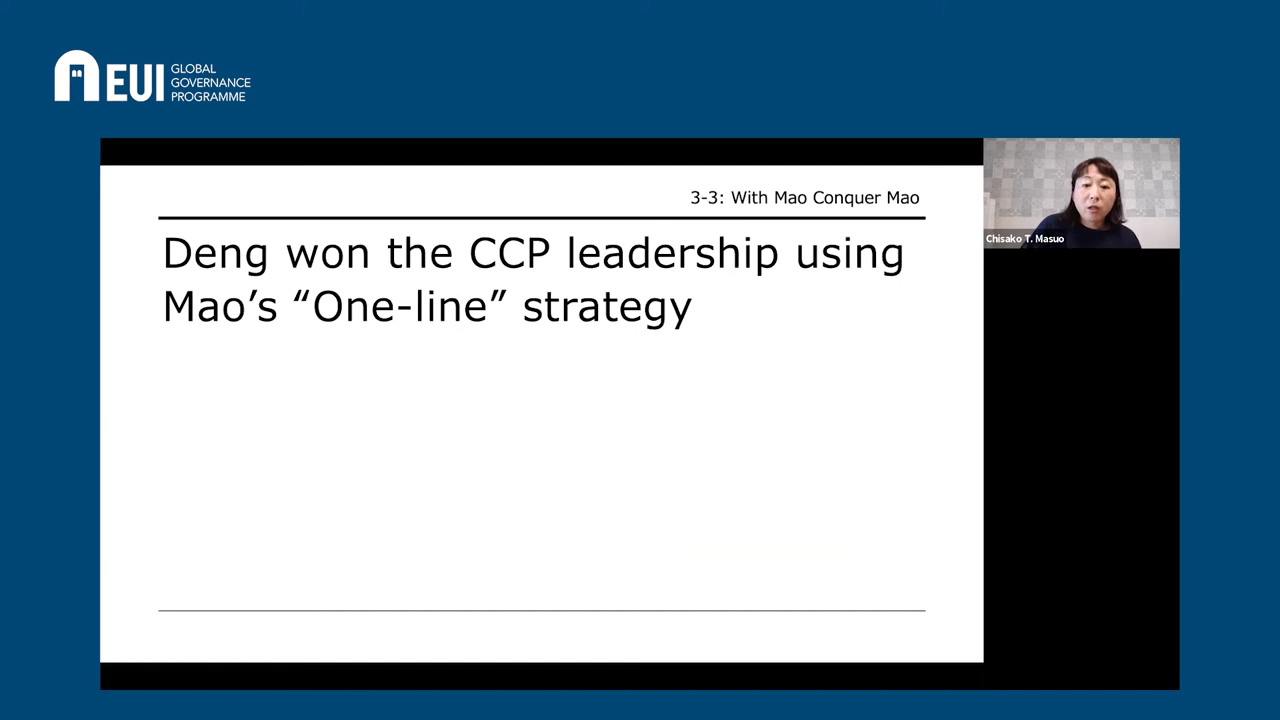 EUI
GLOBAL
GOVERNANCE
PROGRAMME
3-3: With Mao Conquer Mao
Deng won the CCP leadership using
Mao’s “One-line” strategy
Chisako T. Masuo